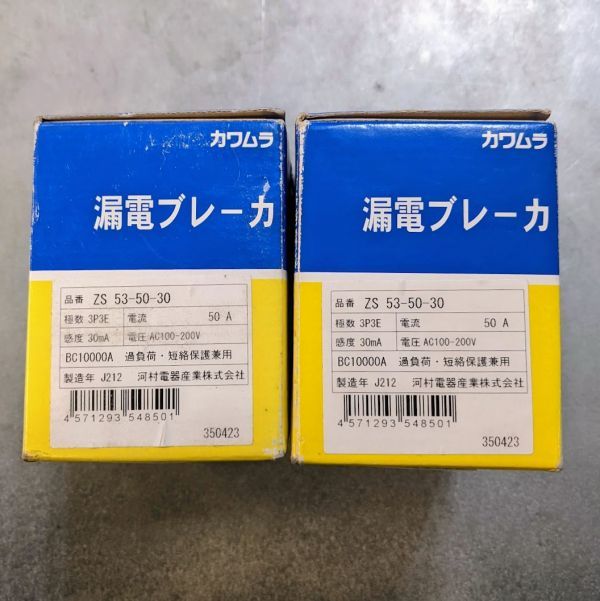 カワムラ
漏電ブレーカ
品番 ZS 53-50-30
極数 3P3E 電流 50 A
感度 30mA 電圧 AC100-200V
BC10000A 過負荷・短絡保護兼用
製造年 J212 河村電器産業株式会社
4 571293 548501
350423
カワムラ
漏電ブレーカ
品番 ZS 53-50-30
極数 3P3E 電流 50 A
感度 30mA 電圧 AC100-200V
BC10000A 過負荷・短絡保護兼用
製造年 J212 河村電器産業株式会社
4 571293 548501
350423